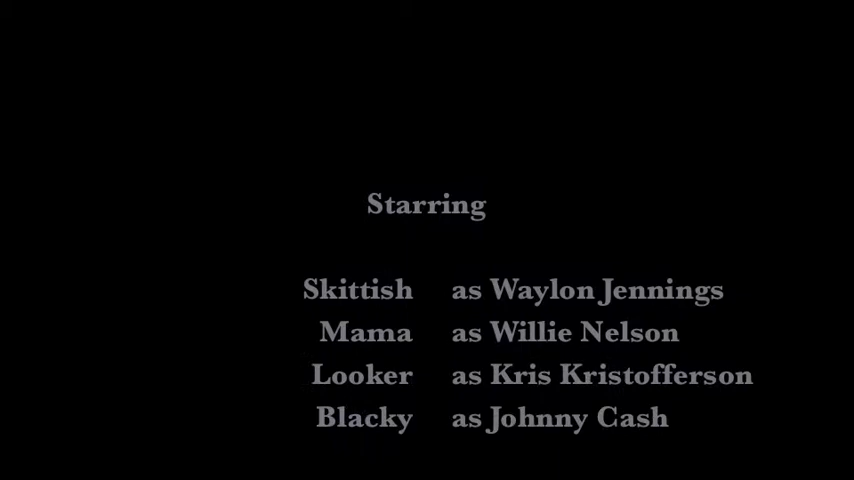 Starring
Skittish as Waylon Jennings
Mama as Willie Nelson
Looker as Kris Kristofferson
Blacky as Johnny Cash